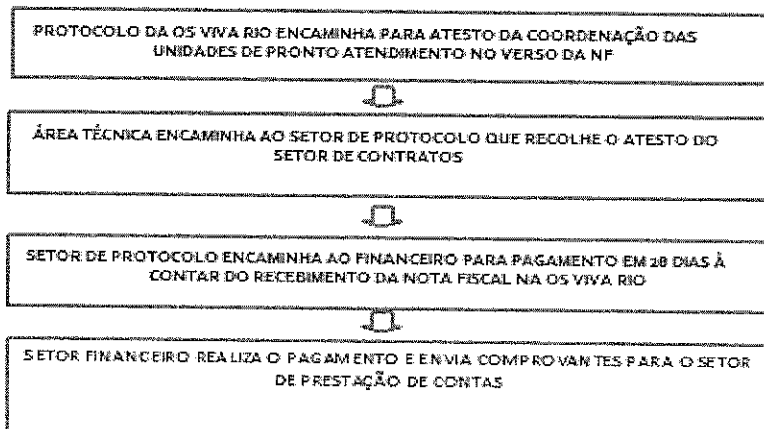 PROTOCOLO DA OS VIVA RIO ENCAMINHA PARA ATESTO DA COORDENAÇÃO DAS
UNIDADES DE PRONTO ATENDIMENTO NO VERSO DA NF
ÁREA TÉCNICA ENCAMINHA AO SETOR DE PROTOCOLO QUE RECOLHE O ATESTO DO
SETOR DE CONTRATOS
SETOR DE PROTOCOLO ENCAMINHA AO FINANCEIRO PARA PAGAMENTO EM 28 DIAS À
CONTAR DO RECEBIMENTO DA NOTA FISCAL NA OS VIVA RIO
SETOR FINANCEIRO REALIZA O PAGAMENTO E ENVIA COMPROVANTES PARA O SETOR
DE PRESTAÇÃO DE CONTAS